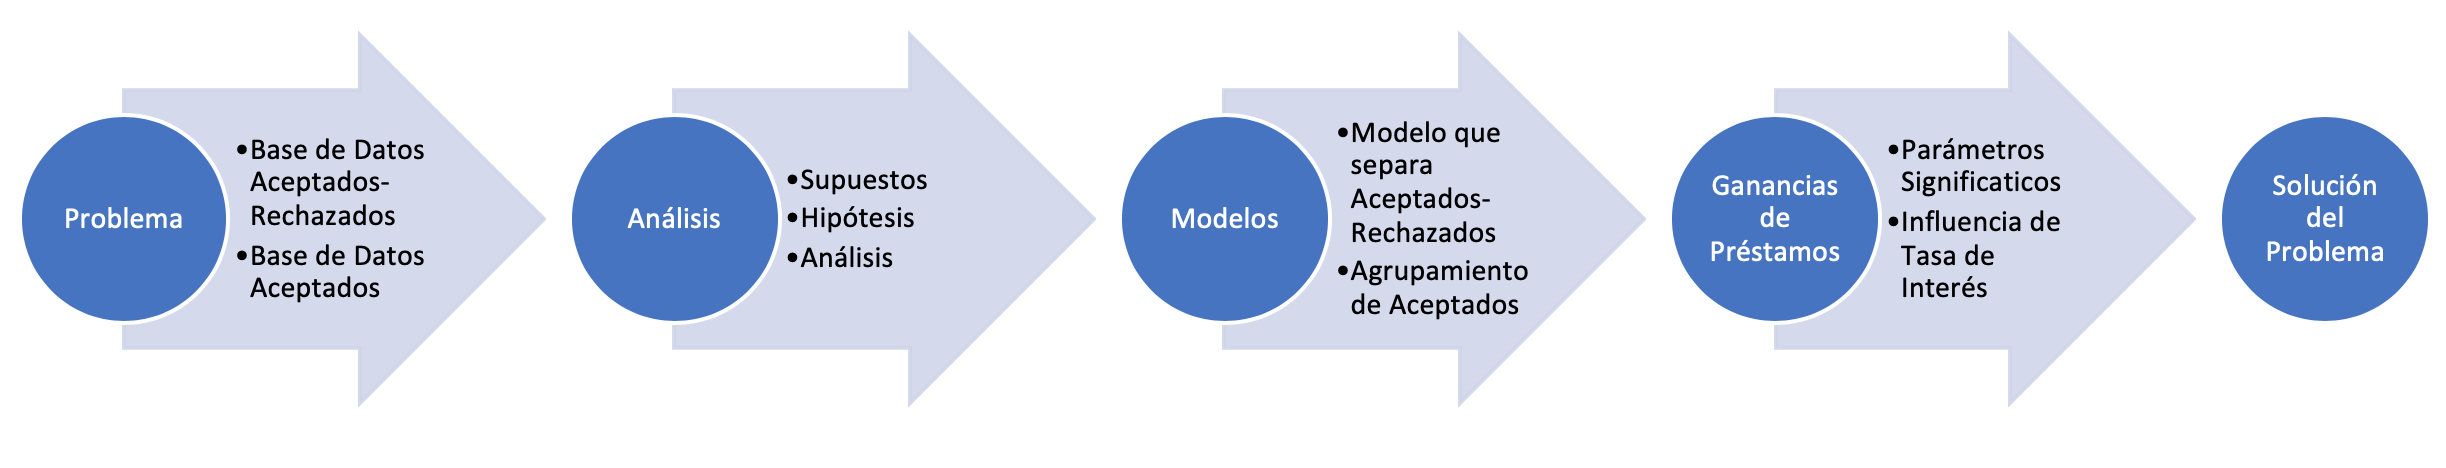 Problema
•Base de Datos
Aceptados-
Rechazados
•Base de Datos
Aceptados
Análisis
•Supuestos
•Hipótesis
•Análisis
Modelos
•Modelo que
separa
Aceptados-
Rechazados
•Agrupamiento
de Aceptados
Ganancias
de
Préstamos
•Parámetros
Significaticos
•Influencia de
Tasa de
Interés
Solución
del
Problema